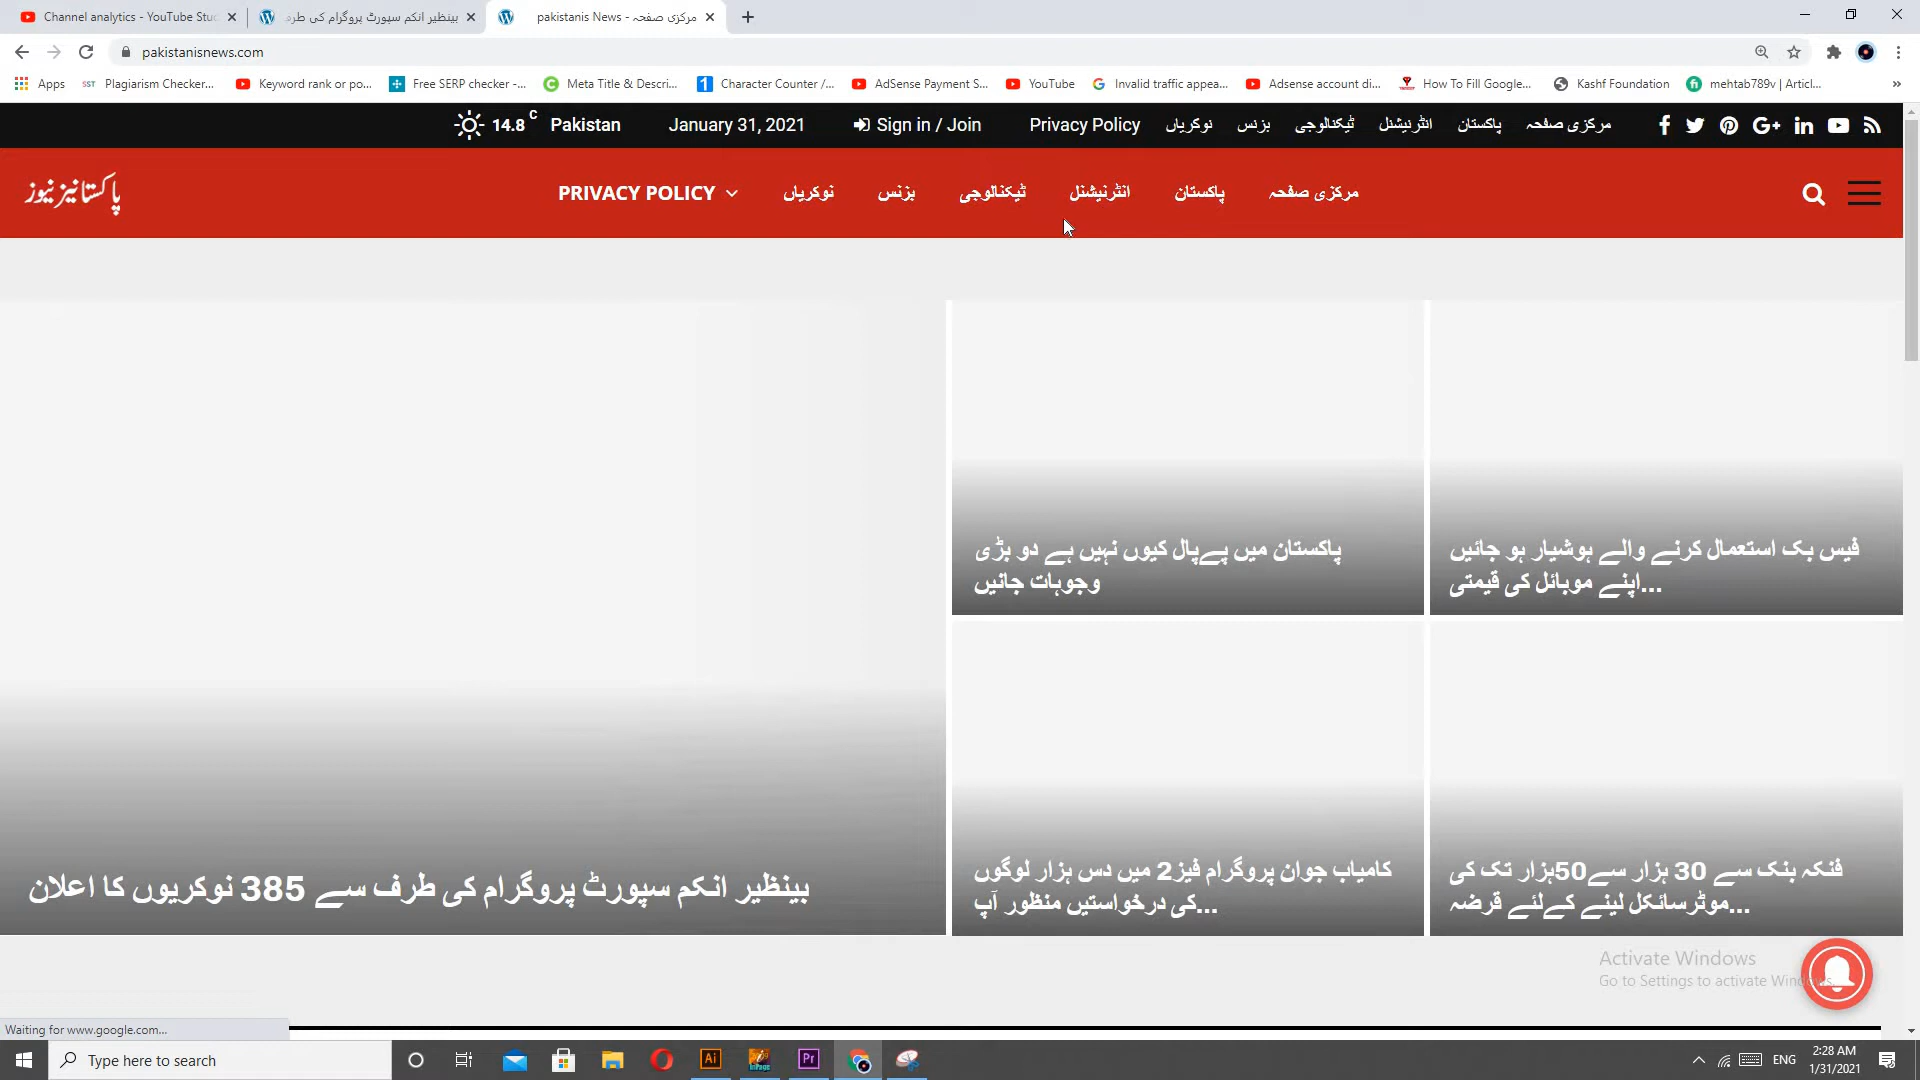 Channel analytics - YouTube Stu
بینظیر انکم سپورٹ پروگرام کی طرف
pakistanis News - مرکزی صفحہ
pakistanisnews.com
Apps
Plagiarism Checker...
Keyword rank or po...
Free SERP checker -...
Meta Title & Descri...
Character Counter /...
AdSense Payment S...
YouTube
Invalid traffic appea...
Adsense account di...
How To Fill Google...
Kashf Foundation
mehtab789v | Articl...
14.8 C Pakistan
January 31, 2021
Sign in / Join
Privacy Policy
نوکریاں
بزنس
ٹیکنالوجی
انٹرنیشنل
پاکستان
مرکزی صفحہ
پاکستانیز نیوز
PRIVACY POLICY
نوکریاں
بزنس
ٹیکنالوجی
انٹرنیشنل
پاکستان
مرکزی صفحہ
پاکستان میں پےپال کیوں نہیں ہے دو بڑی
وجوہات جانیں
فیس بک استعمال کرنے والے ہوشیار ہو جائیں
اپنے موبائل کی قیمتی...
بینظیر انکم سپورٹ پروگرام کی طرف سے 385 نوکریوں کا اعلان
کامیاب جوان پروگرام فیز2 میں دس ہزار لوگوں
کی درخواستیں منظور آپ...
فنکہ بنک سے 30 ہزار سے50ہزار تک کی
موٹرسائکل لینے کےلئے قرضہ...
Activate Windows
Go to Settings to activate Windows.
Waiting for www.google.com...
Type here to search
Ai
Pr
ENG
2:28 AM
1/31/2021